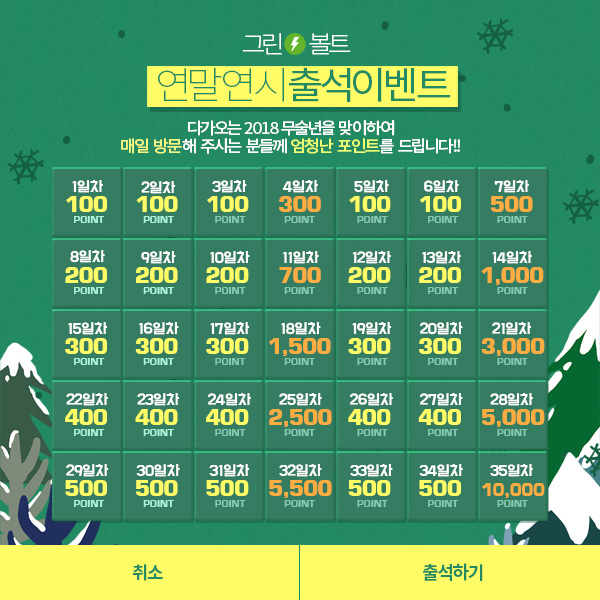 그린 볼트
연말연시 출석이벤트
다가오는 2018 무술년을 맞이하여
매일 방문해 주시는 분들께 엄청난 포인트를 드립니다!!
1일차 2일차 3일차 4일차 5일차 6일차 7일차
100 100 100 300 100 100 500
POINT POINT POINT POINT POINT POINT POINT
8일차 9일차 10일차 11일차 12일차 13일차 14일차
200 200 200 700 200 200 1,000
POINT POINT POINT POINT POINT POINT POINT
15일차 16일차 17일차 18일차 19일차 20일차 21일차
300 300 300 1,500 300 300 3,000
POINT POINT POINT POINT POINT POINT POINT
22일차 23일차 24일차 25일차 26일차 27일차 28일차
400 400 400 2,500 400 400 5,000
POINT POINT POINT POINT POINT POINT POINT
29일차 30일차 31일차 32일차 33일차 34일차 35일차
500 500 500 5,500 500 500 10,000
POINT POINT POINT POINT POINT POINT POINT
취소 출석하기